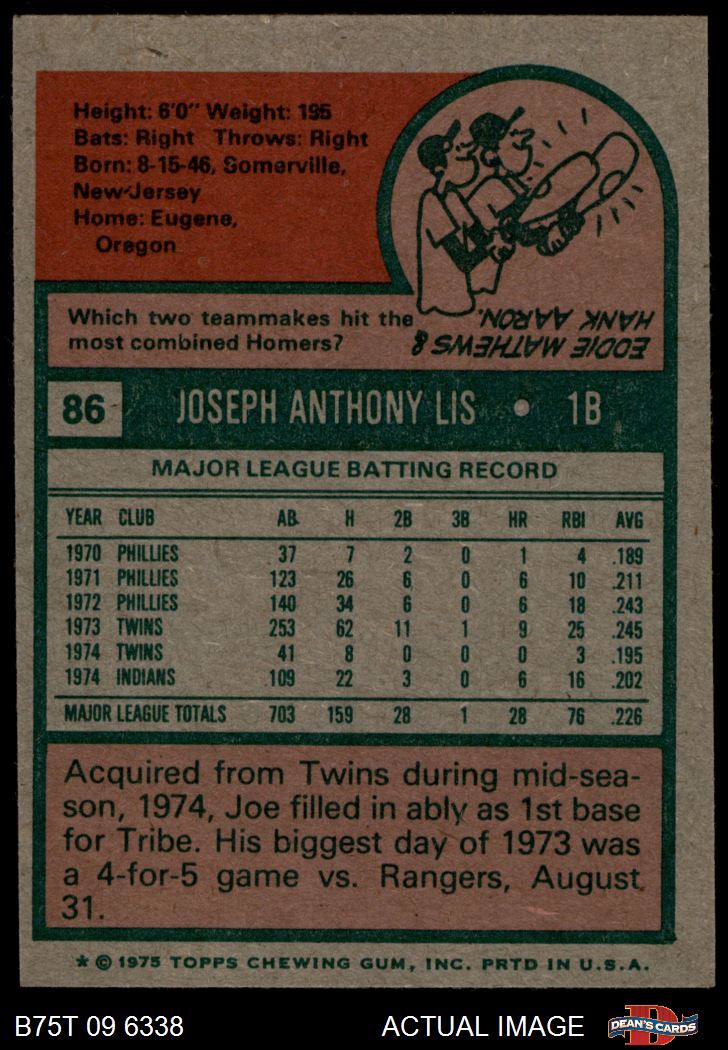 Height: 6'0" Weight: 195
Bats: Right Throws: Right
Born: 8-15-46, Somerville,
New Jersey
Home: Eugene,
Oregon
Which two teammakes hit the
most combined Homers?
EDDIE MATHEWS &
HANK AARON.
86 JOSEPH ANTHONY LIS • 1B
MAJOR LEAGUE BATTING RECORD
YEAR CLUB AB. H 2B 3B HR RBI AVG
1970 PHILLIES 37 7 2 0 1 4 .189
1971 PHILLIES 123 26 6 0 6 10 .211
1972 PHILLIES 140 34 6 0 6 18 .243
1973 TWINS 253 62 11 1 9 25 .245
1974 TWINS 41 8 0 0 0 3 .195
1974 INDIANS 109 22 3 0 6 16 .202
MAJOR LEAGUE TOTALS 703 159 28 1 28 76 .226
Acquired from Twins during mid-sea-
son, 1974, Joe filled in ably as 1st base
for Tribe. His biggest day of 1973 was
a 4-for-5 game vs. Rangers, August
31.
* © 1975 TOPPS CHEWING GUM, INC. PRTD IN U.S.A.
B75T 09 6338 ACTUAL IMAGE D DEAN'S CARDS